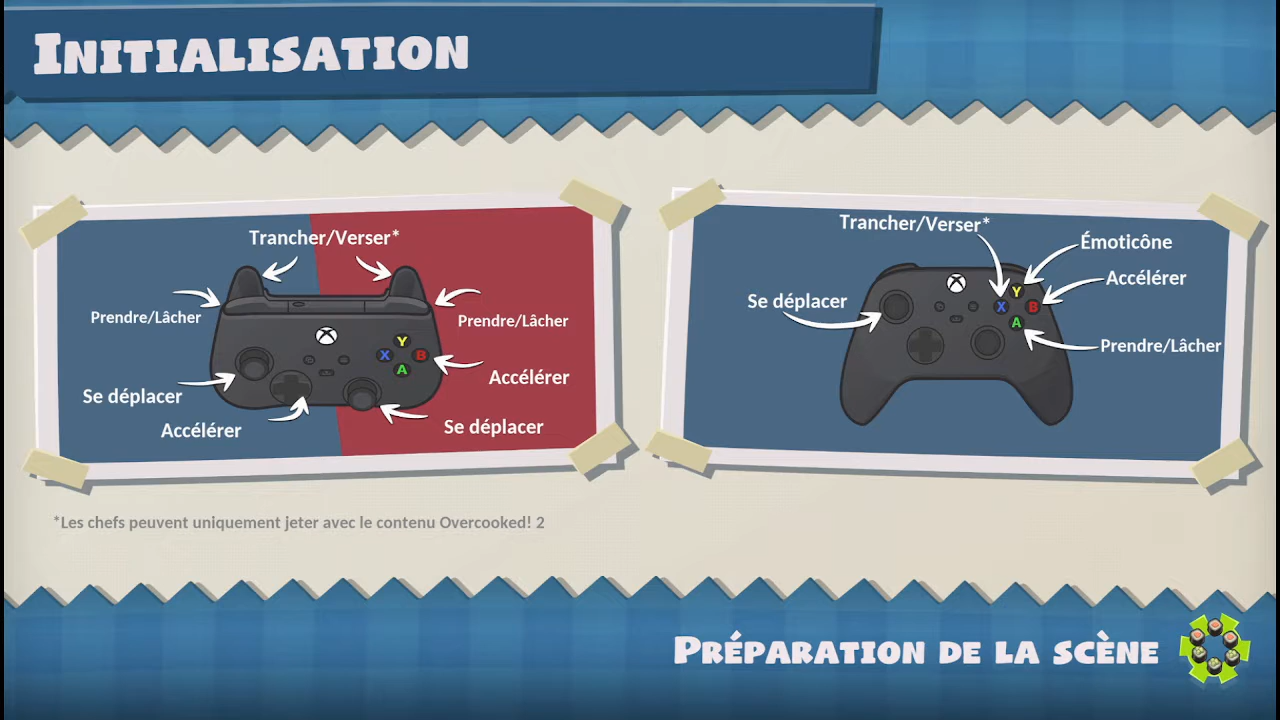 Initialisation
Trancher/Verser*
Prendre/Lâcher
Prendre/Lâcher
Y
X
B
A
Accélérer
Se déplacer
Accélérer
Se déplacer
Trancher/Verser*
Émoticône
Accélérer
Se déplacer
Y
X
B
A
Prendre/Lâcher
*Les chefs peuvent uniquement jeter avec le contenu Overcooked! 2
Préparation de la scène